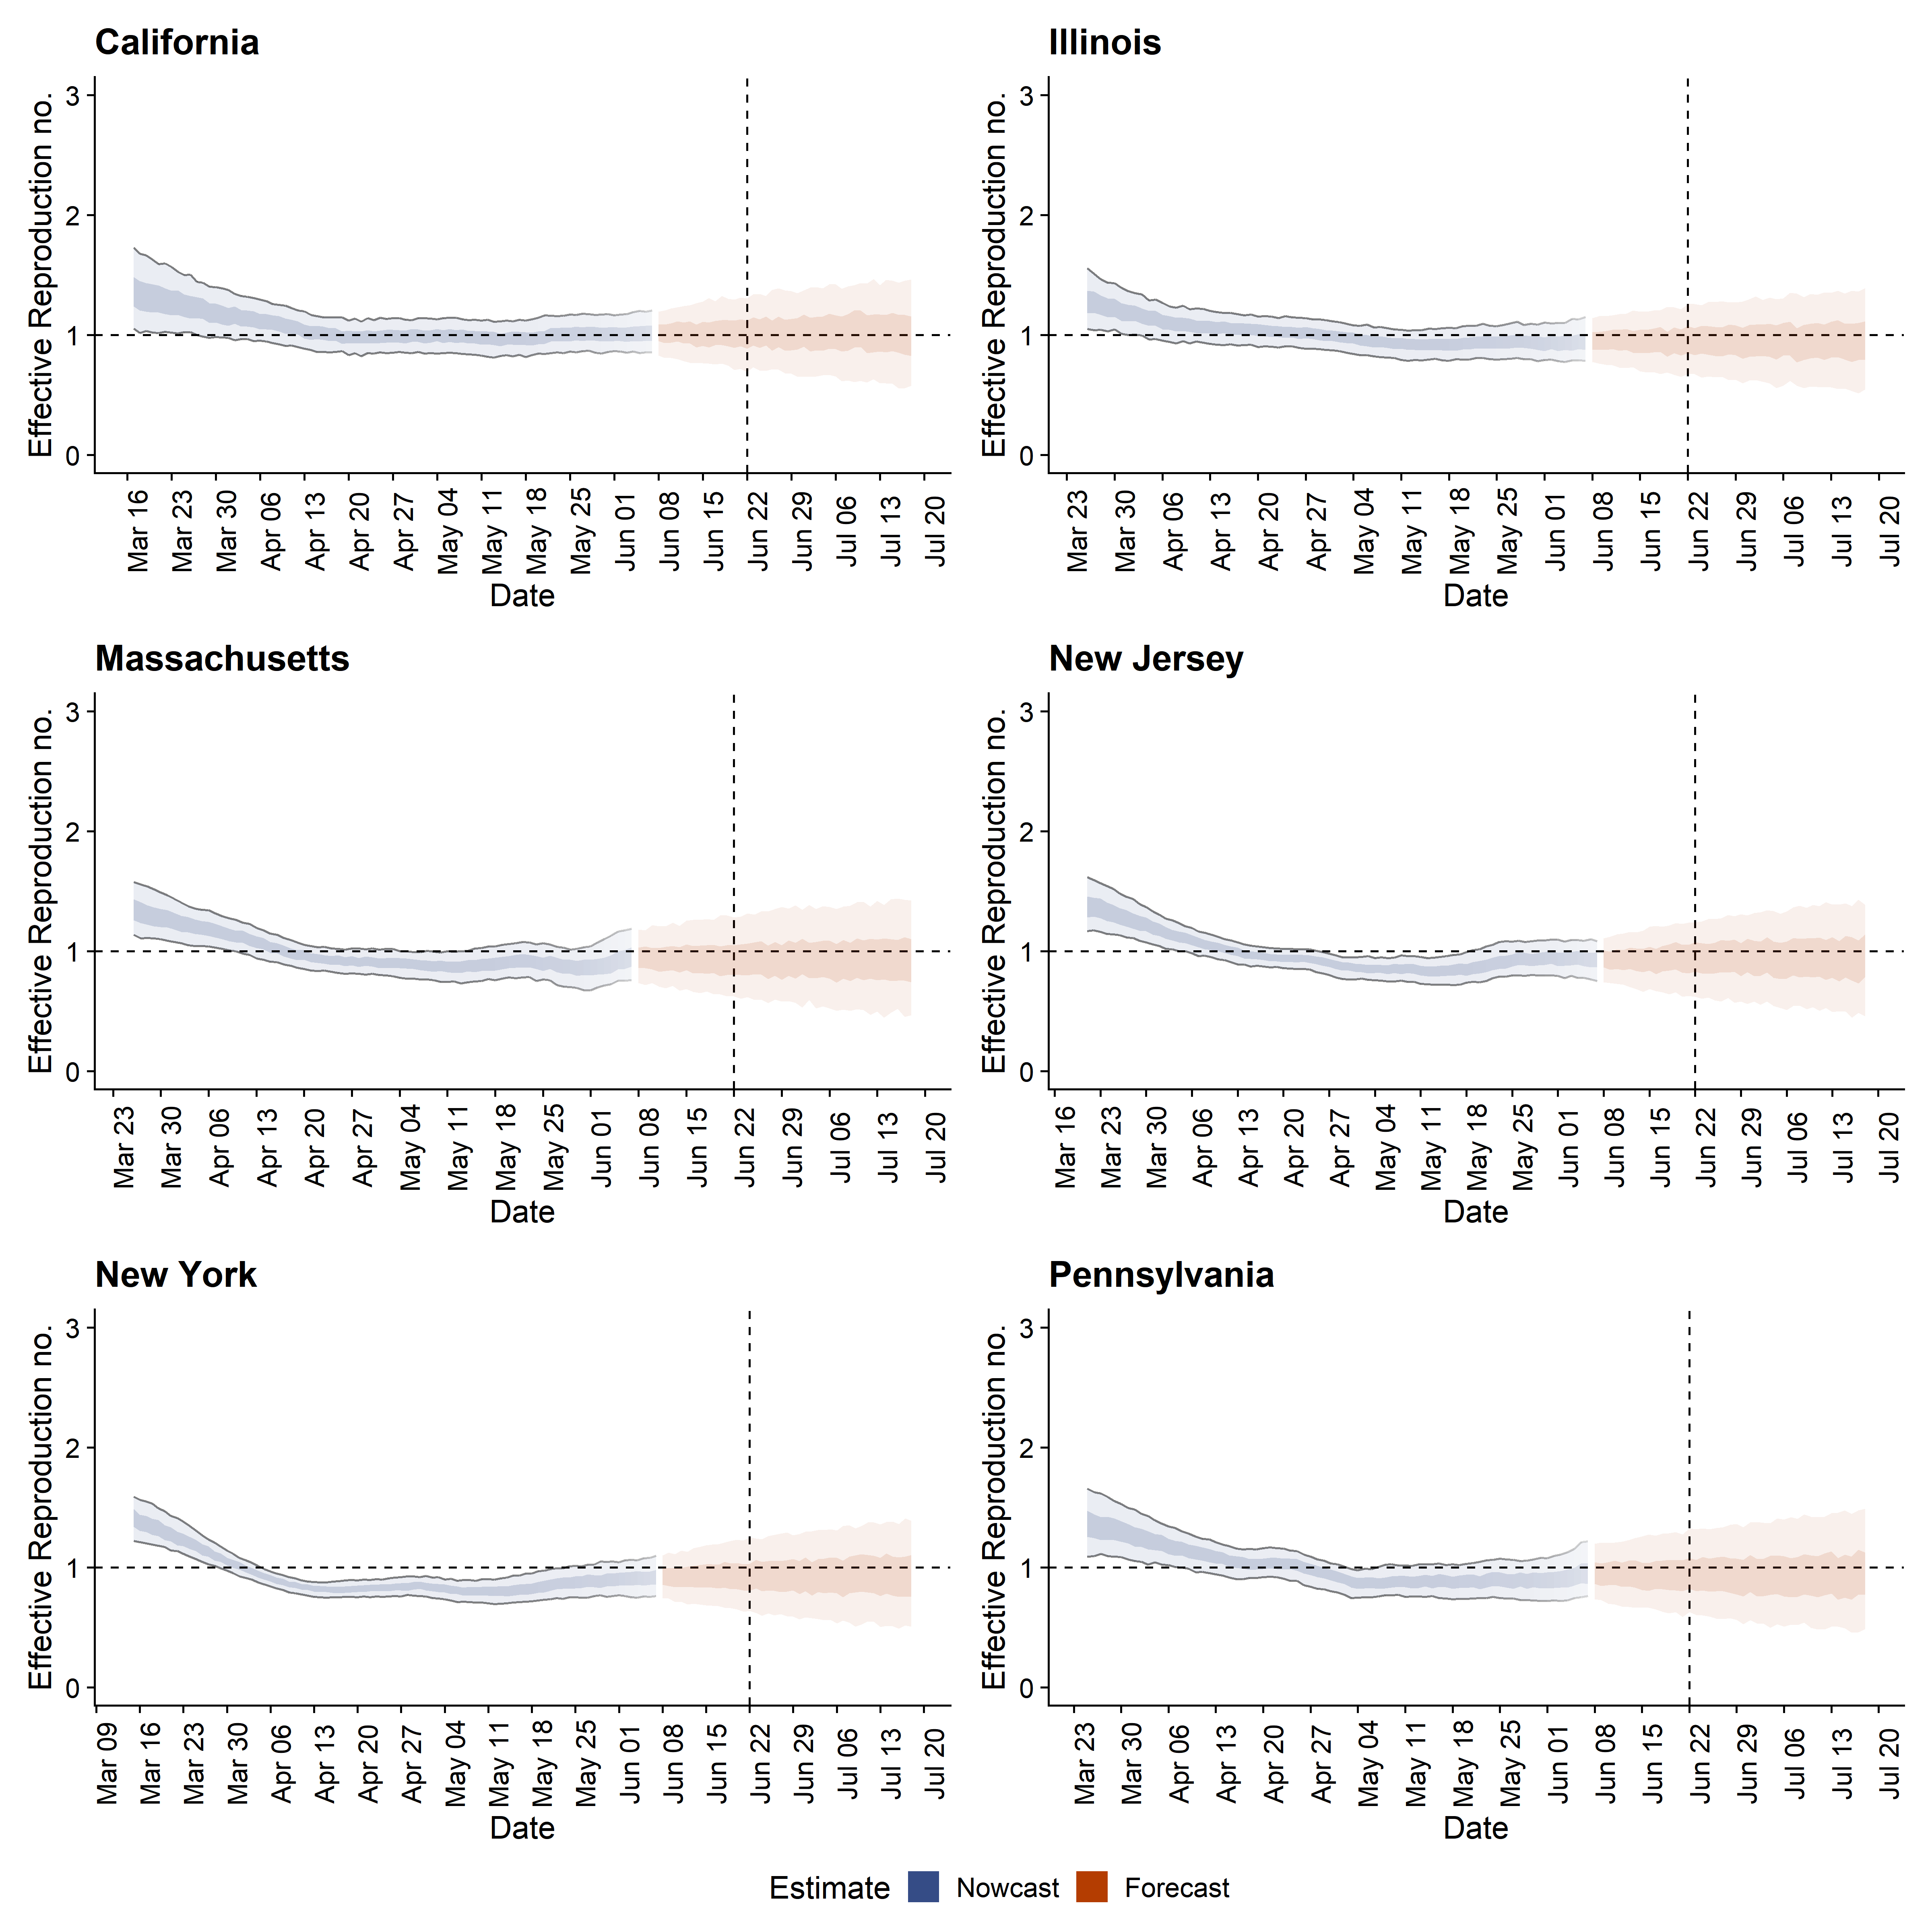 California
Effective Reproduction no.
3
2
1
0
Mar 16
Mar 23
Mar 30
Apr 06
Apr 13
Apr 20
Apr 27
May 04
May 11
May 18
May 25
Jun 01
Jun 08
Jun 15
Jun 22
Jun 29
Jul 06
Jul 13
Jul 20
Date
Illinois
Effective Reproduction no.
3
2
1
0
Mar 23
Mar 30
Apr 06
Apr 13
Apr 20
Apr 27
May 04
May 11
May 18
May 25
Jun 01
Jun 08
Jun 15
Jun 22
Jun 29
Jul 06
Jul 13
Jul 20
Date
Massachusetts
Effective Reproduction no.
3
2
1
0
Mar 23
Mar 30
Apr 06
Apr 13
Apr 20
Apr 27
May 04
May 11
May 18
May 25
Jun 01
Jun 08
Jun 15
Jun 22
Jun 29
Jul 06
Jul 13
Jul 20
Date
New Jersey
Effective Reproduction no.
3
2
1
0
Mar 16
Mar 23
Mar 30
Apr 06
Apr 13
Apr 20
Apr 27
May 04
May 11
May 18
May 25
Jun 01
Jun 08
Jun 15
Jun 22
Jun 29
Jul 06
Jul 13
Jul 20
Date
New York
Effective Reproduction no.
3
2
1
0
Mar 09
Mar 16
Mar 23
Mar 30
Apr 06
Apr 13
Apr 20
Apr 27
May 04
May 11
May 18
May 25
Jun 01
Jun 08
Jun 15
Jun 22
Jun 29
Jul 06
Jul 13
Jul 20
Date
Pennsylvania
Effective Reproduction no.
3
2
1
0
Mar 23
Mar 30
Apr 06
Apr 13
Apr 20
Apr 27
May 04
May 11
May 18
May 25
Jun 01
Jun 08
Jun 15
Jun 22
Jun 29
Jul 06
Jul 13
Jul 20
Date
Estimate Nowcast Forecast